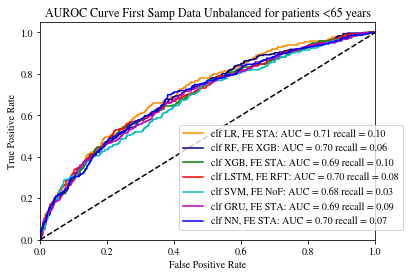 AUROC Curve First Samp Data Unbalanced for patients <65 years
True Positive Rate
1.0
0.8
0.6
0.4
0.2
0.0
clf LR, FE STA: AUC = 0.71 recall = 0.10
clf RF, FE XGB: AUC = 0.70 recall = 0.06
clf XGB, FE STA: AUC = 0.69 recall = 0.10
clf LSTM, FE RFT: AUC = 0.70 recall = 0.08
clf SVM, FE NoF: AUC = 0.68 recall = 0.03
clf GRU, FE STA: AUC = 0.69 recall = 0.09
clf NN, FE STA: AUC = 0.70 recall = 0.07
0.0 0.2 0.4 0.6 0.8 1.0
False Positive Rate